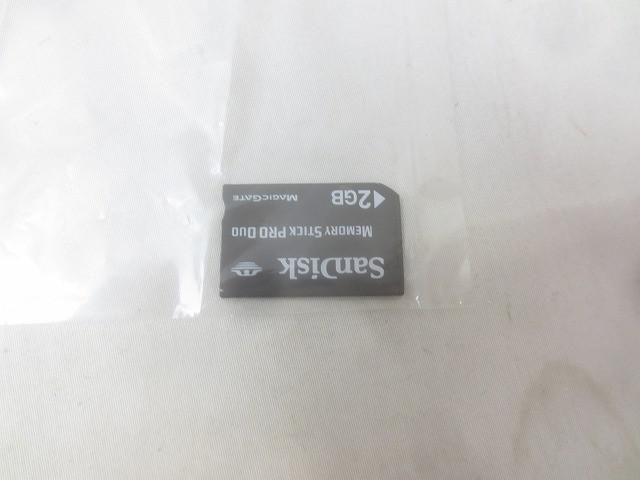 SanDisk
MEMORY STICK PRO DUO
◀2GB MAGICGATE